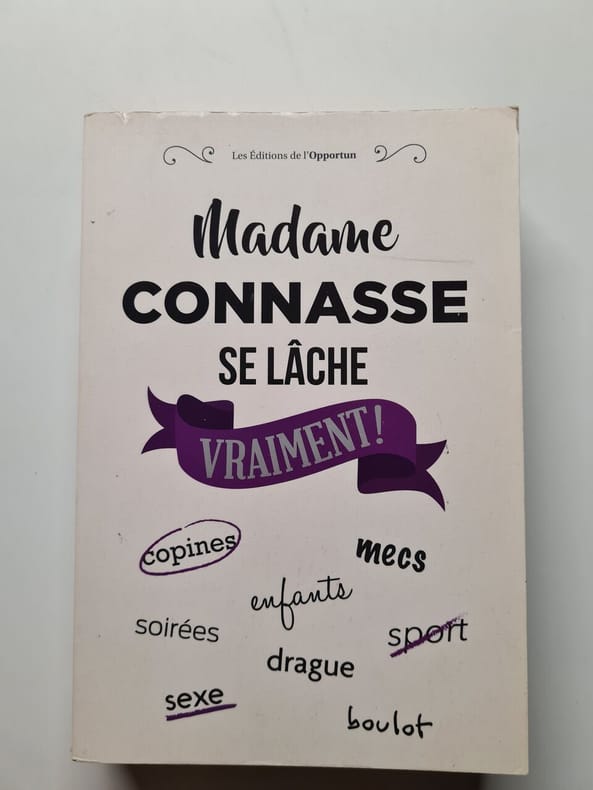 Les Éditions de l'Opportun
Madame
CONNASSE
SE LÂCHE
VRAIMENT!
copines
mecs
enfants
soirées
sport
drague
sexe
boulot